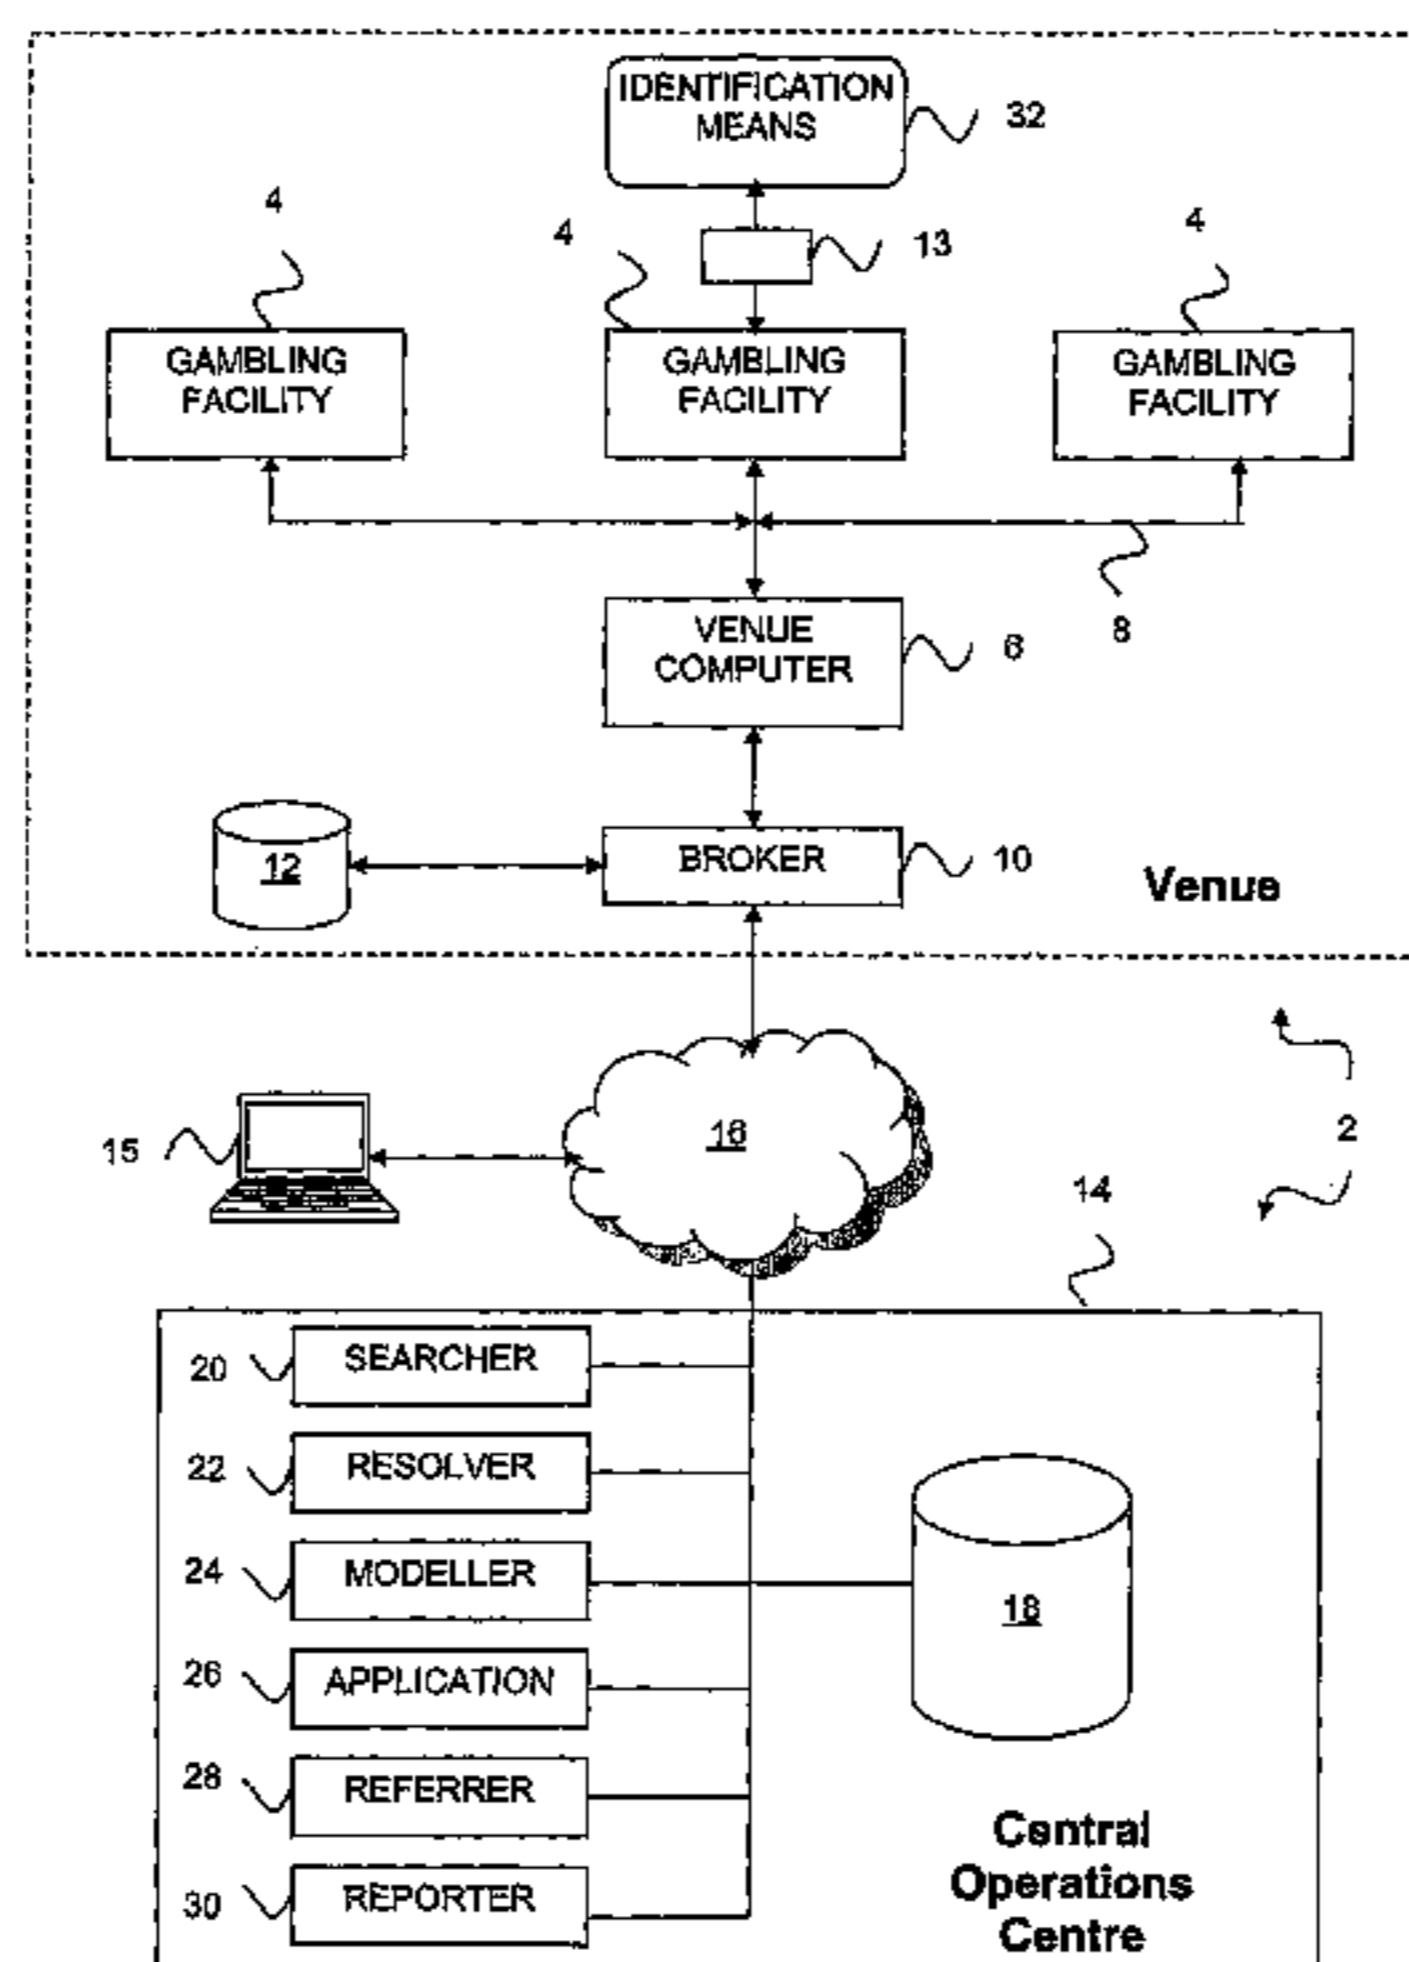 IDENTIFICATION
MEANS
32
4
4
13
4
GAMBLING
FACILITY
GAMBLING
FACILITY
GAMBLING
FACILITY
8
VENUE
COMPUTER
6
12
BROKER
10
Venue
15
16
2
14
20
SEARCHER
22
RESOLVER
24
MODELLER
18
26
APPLICATION
28
REFERRER
30
REPORTER
Central
Operations
Centre